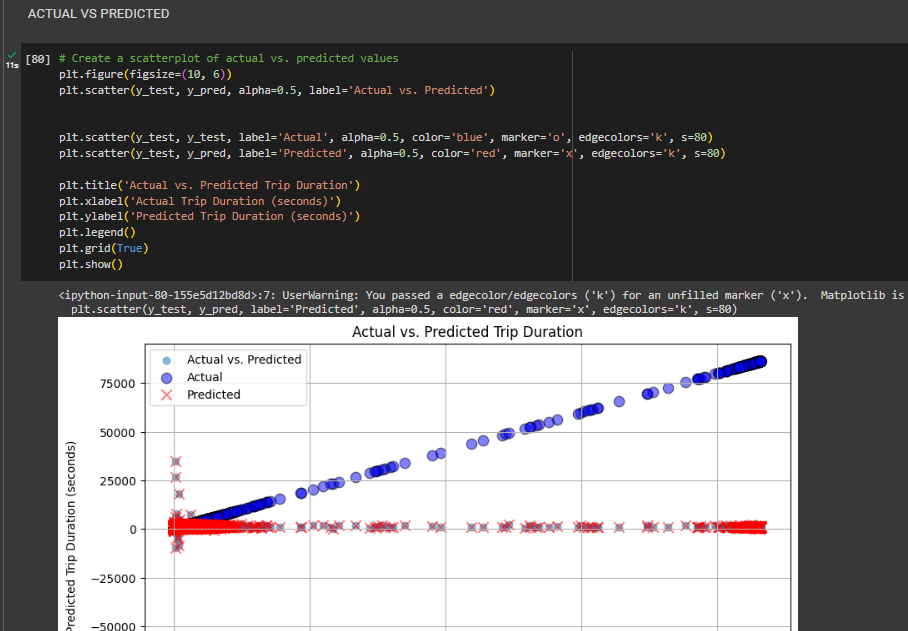 ACTUAL VS PREDICTED
11s
[80] # Create a scatterplot of actual vs. predicted values
plt.figure(figsize=(10, 6))
plt.scatter(y_test, y_pred, alpha=0.5, label='Actual vs. Predicted')
plt.scatter(y_test, y_test, label='Actual', alpha=0.5, color='blue', marker='o', edgecolors='k', s=80)
plt.scatter(y_test, y_pred, label='Predicted', alpha=0.5, color='red', marker='x', edgecolors='k', s=80)
plt.title('Actual vs. Predicted Trip Duration')
plt.xlabel('Actual Trip Duration (seconds)')
plt.ylabel('Predicted Trip Duration (seconds)')
plt.legend()
plt.grid(True)
plt.show()
<ipython-input-80-155e5d12bd8d>:7: UserWarning: You passed a edgecolor/edgecolors ('k') for an unfilled marker ('x').  Matplotlib is
plt.scatter(y_test, y_pred, label='Predicted', alpha=0.5, color='red', marker='x', edgecolors='k', s=80)
Actual vs. Predicted Trip Duration
Actual vs. Predicted
Actual
Predicted
75000
50000
25000
0
−25000
−50000
Predicted Trip Duration (seconds)